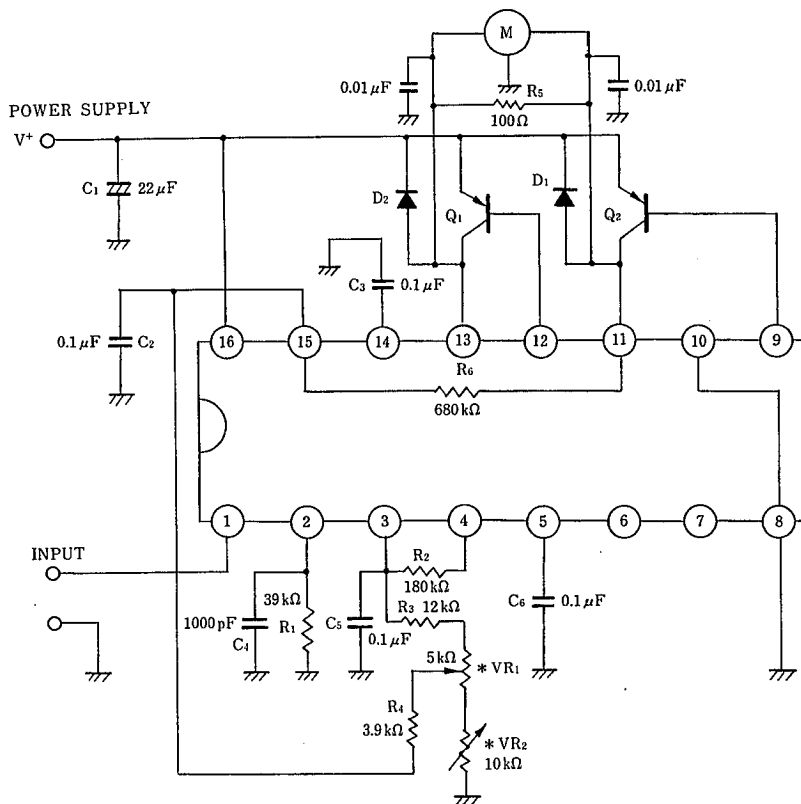 M
0.01 µF
0.01 µF
R5
100Ω
POWER SUPPLY
V+
C1 22 µF
D2
Q1
D1
Q2
C3 0.1 µF
0.1 µF C2
16 15 14 13 12 11 10 9
R6
680 kΩ
1 2 3 4 5 6 7 8
INPUT
R2
180 kΩ
39 kΩ
R1
1000 pF
C4
C5
0.1 µF
R3 12 kΩ
C6 0.1 µF
5 kΩ
* VR1
R4
3.9 kΩ
* VR2
10 kΩ